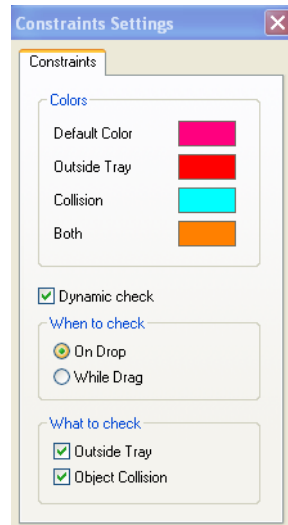 Constraints Settings
Constraints
Colors
Default Color
Outside Tray
Collision
Both
Dynamic check
When to check
On Drop
While Drag
What to check
Outside Tray
Object Collision